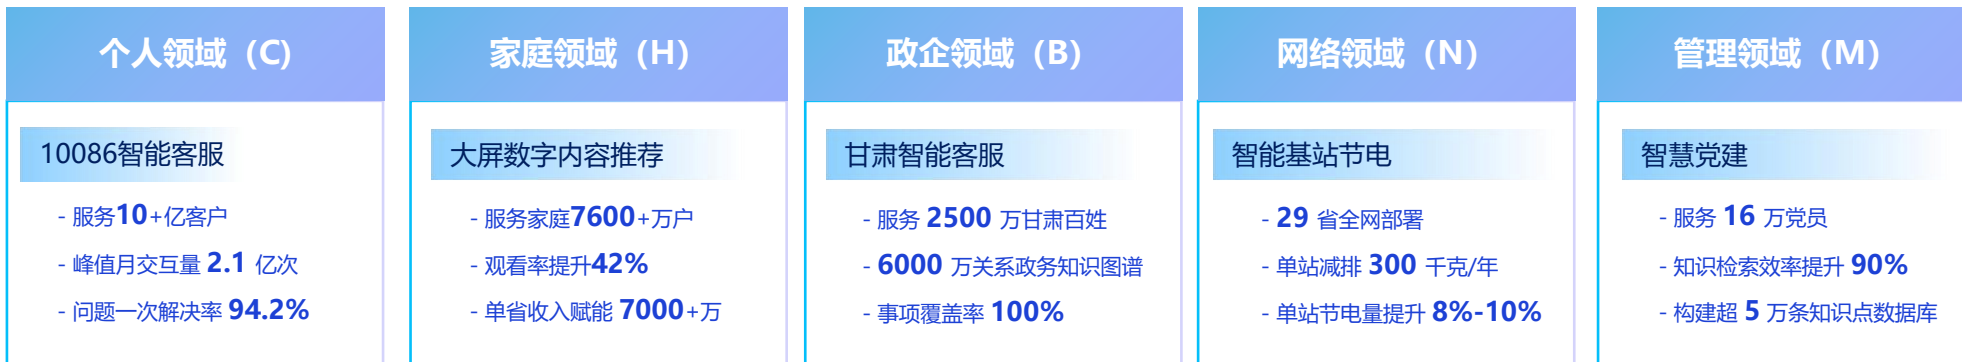 个人领域（C）
10086智能客服
- 服务10+亿客户
- 峰值月交互量 2.1 亿次
- 问题一次解决率 94.2%
家庭领域（H）
大屏数字内容推荐
- 服务家庭7600+万户
- 观看率提升42%
- 单省收入赋能 7000+万
政企领域（B）
甘肃智能客服
- 服务 2500 万甘肃百姓
- 6000 万关系政务知识图谱
- 事项覆盖率 100%
网络领域（N）
智能基站节电
- 29 省全网部署
- 单站减排 300 千克/年
- 单站节电量提升 8%-10%
管理领域（M）
智慧党建
- 服务 16 万党员
- 知识检索效率提升 90%
- 构建超 5 万条知识点数据库